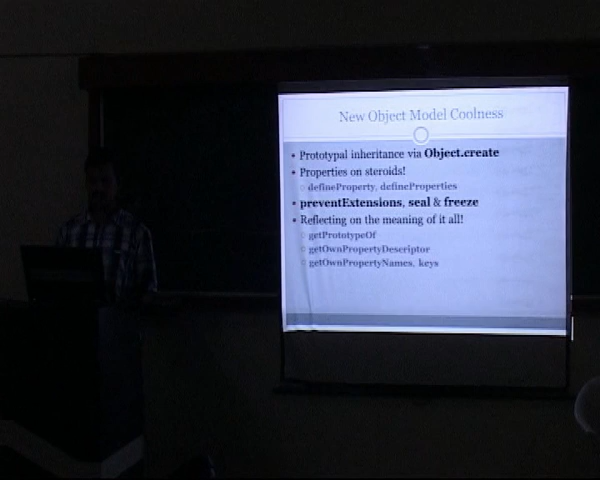 New Object Model Coolness
• Prototypal inheritance via Object.create
• Properties on steroids!
○ defineProperty, defineProperties
• preventExtensions, seal & freeze
• Reflecting on the meaning of it all!
○ getPrototypeOf
○ getOwnPropertyDescriptor
○ getOwnPropertyNames, keys